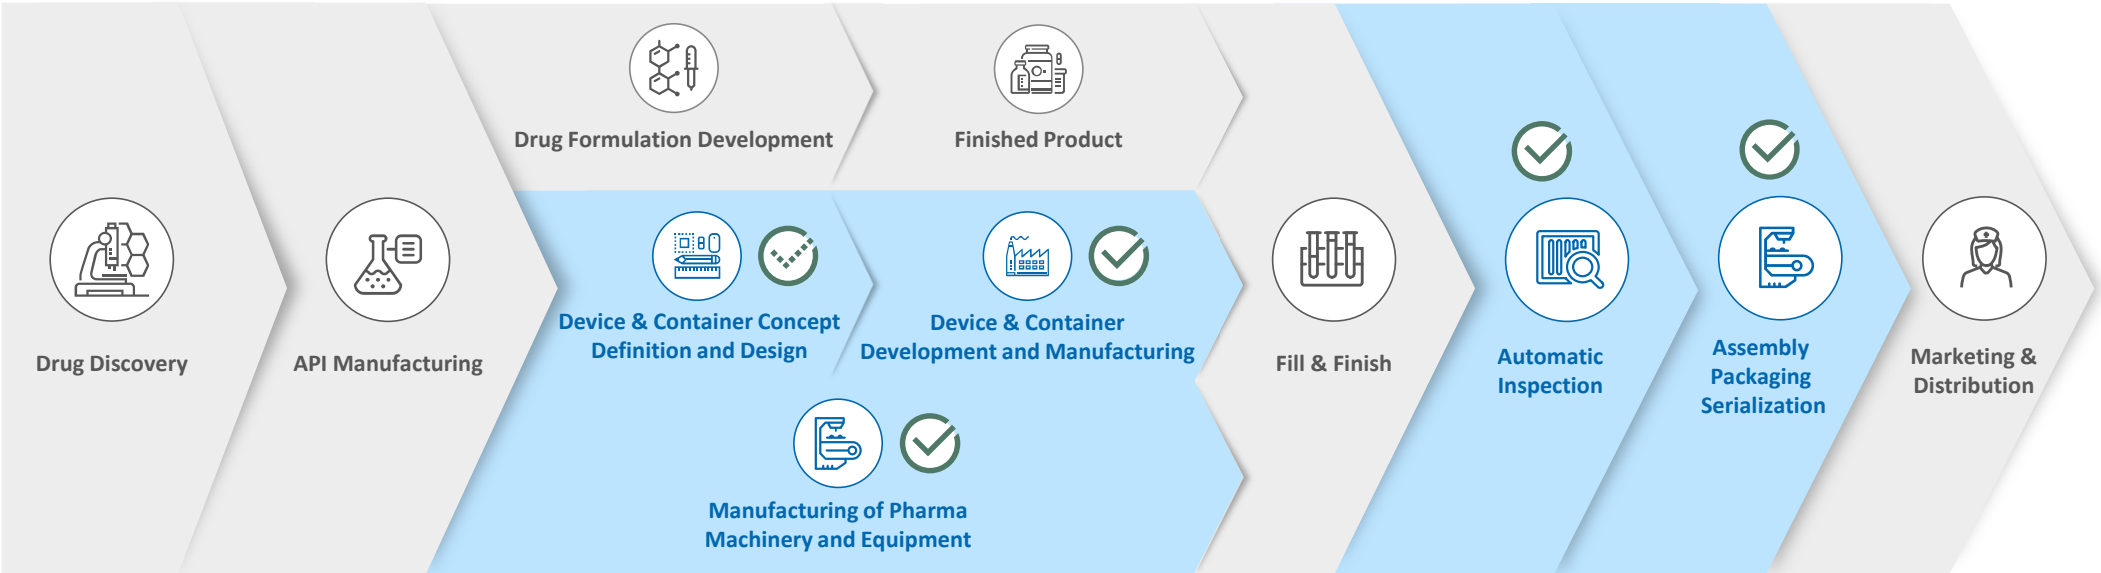 Drug Discovery
API Manufacturing
Drug Formulation Development
Finished Product
Device & Container Concept
Definition and Design
Device & Container
Development and Manufacturing
Manufacturing of Pharma
Machinery and Equipment
Fill & Finish
Automatic
Inspection
Assembly
Packaging
Serialization
Marketing &
Distribution